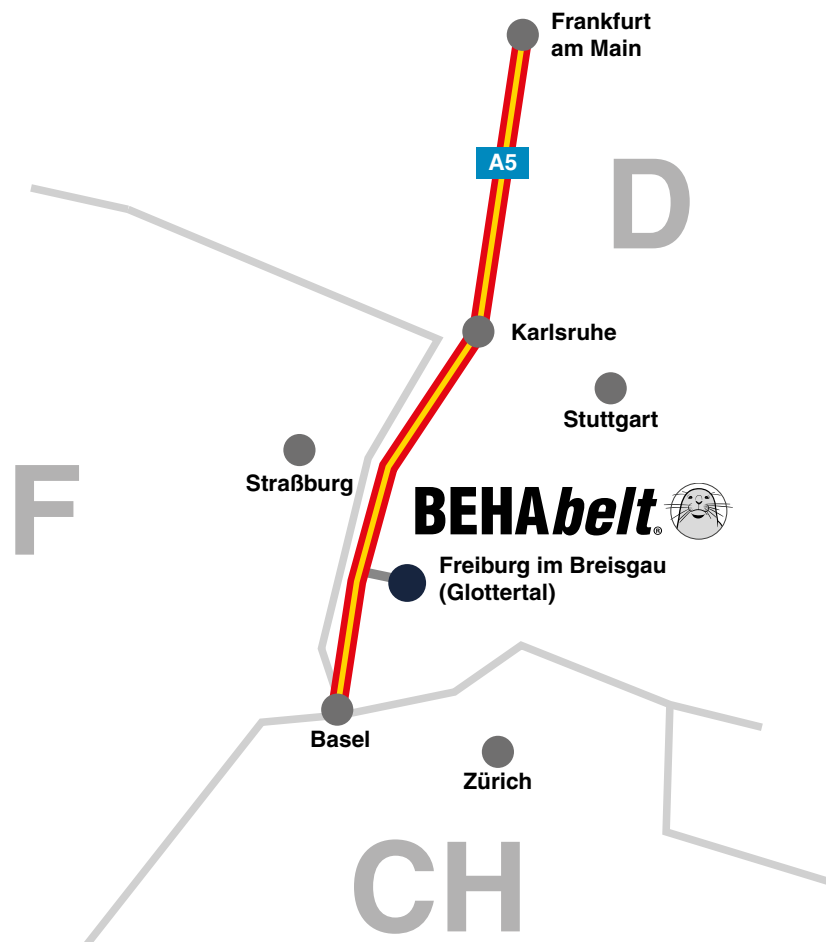 Frankfurt
am Main
A5
D
Karlsruhe
Stuttgart
Straßburg
F
BEHAbelt®
Freiburg im Breisgau
(Glottertal)
Basel
Zürich
CH